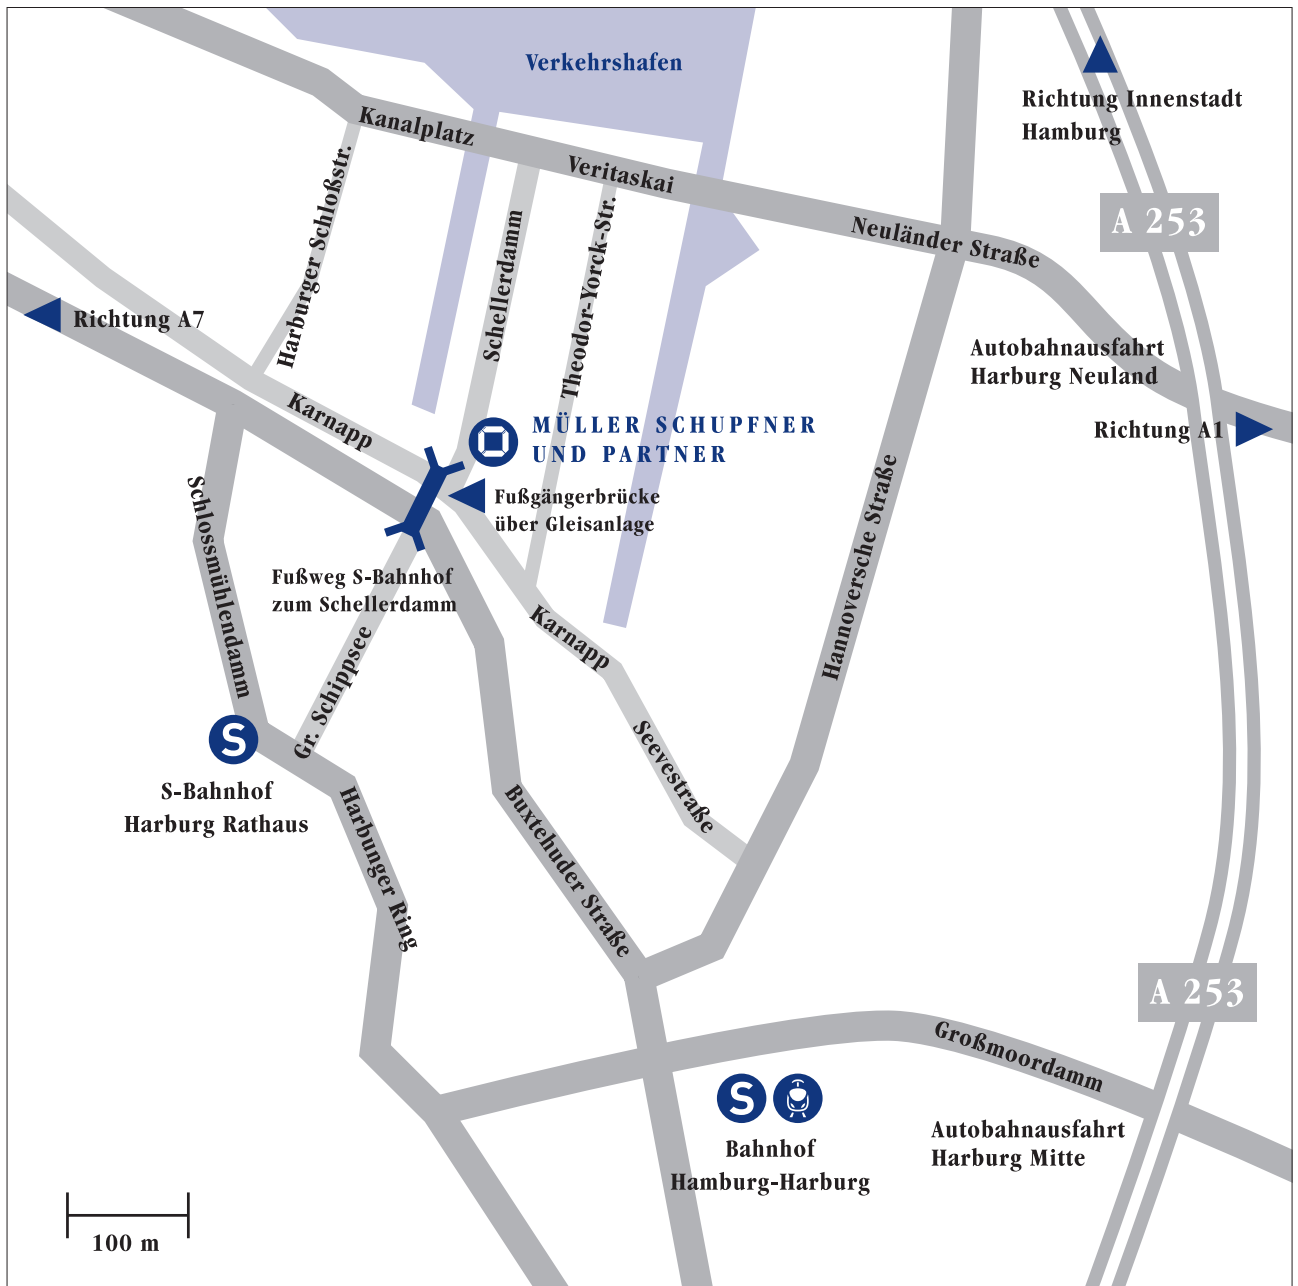 Verkehrshafen
Richtung Innenstadt
Hamburg
Kanalplatz
Veritaskai
Harburger Schloßstr.
Schellerdamm
Theodor-Yorck-Str.
Neuländer Straße
A 253
Richtung A7
Autobahnausfahrt
Harburg Neuland
Karnapp
MÜLLER SCHUPFNER
UND PARTNER
Richtung A1
Fußgängerbrücke
über Gleisanlage
Schlossmühlendamm
Hannoversche Straße
Fußweg S-Bahnhof
zum Schellerdamm
Karnapp
Gr. Schippsee
S
Seevestraße
S-Bahnhof
Harburg Rathaus
Harbunger Ring
Buxtehuder Straße
A 253
Großmoordamm
S
Autobahnausfahrt
Harburg Mitte
Bahnhof
Hamburg-Harburg
100 m